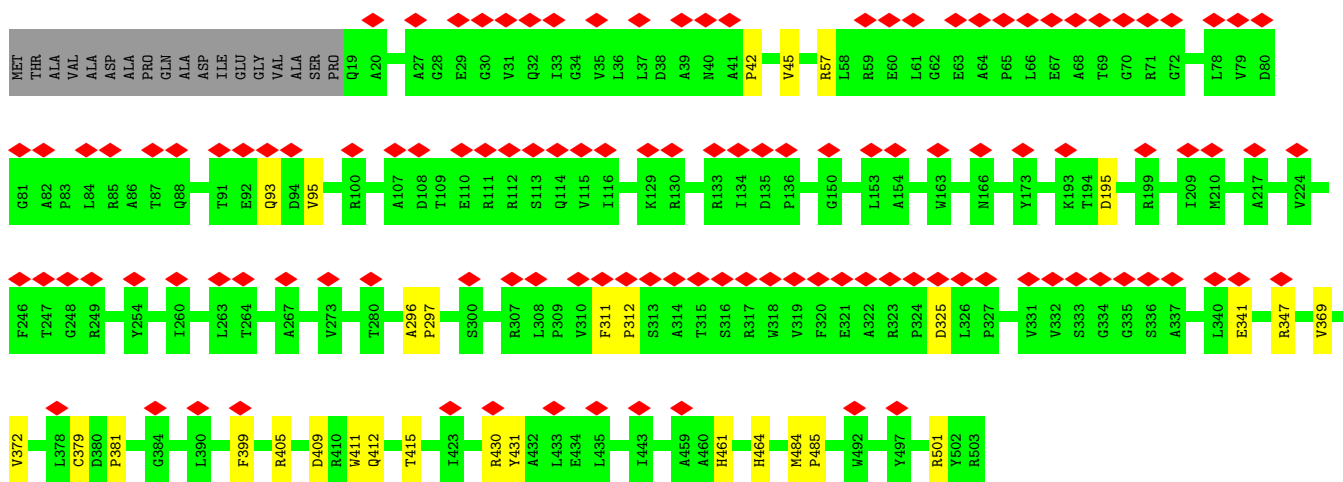 MET THR ALA VAL ALA ASP ALA PRO GLN ALA ASP ILE GLU GLY VAL ALA SER PRO Q19 A20 A27 G28 E29 G30 V31 Q32 I33 G34 V35 L36 L37 D38 A39 N40 A41 P42 V45 R57 L58 R59 E60 L61 G62 E63 A64 P65 L66 E67 A68 T69 G70 R71 G72 L78 V79 D80
G81 A82 P83 L84 R85 A86 T87 Q88 T91 E92 Q93 D94 V95 R100 A107 D108 T109 E110 R111 R112 S113 Q114 V115 I116 K129 R130 R133 I134 D135 P136 G150 L153 A154 W163 N166 Y173 K193 T194 D195 R199 I209 M210 A217 V224
F246 T247 G248 R249 Y254 I260 L263 T264 A267 V273 T280 A296 P297 S300 R307 L308 P309 V310 F311 P312 S313 A314 T315 S316 R317 W318 V319 F320 E321 A322 R323 P324 D325 L326 P327 V331 V332 S333 G334 G335 S336 A337 L340 E341 R347 V369
V372 L378 C379 D380 P381 G384 L390 F399 R405 D409 R410 W411 Q412 T415 I423 R430 Y431 A432 L433 E434 L435 I443 A459 A460 H461 H464 M484 P485 W492 Y497 R501 Y502 R503